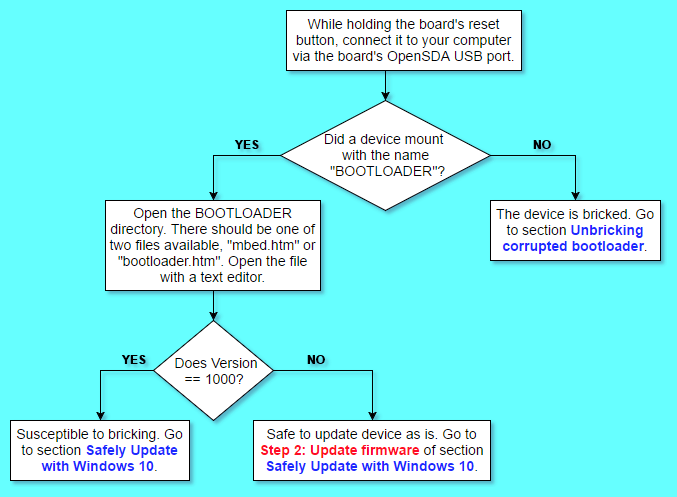 While holding the board's reset
button, connect it to your computer
via the board's OpenSDA USB port.
Did a device mount
with the name
"BOOTLOADER"?
YES
NO
Open the BOOTLOADER
directory. There should be one of
two files available, "mbed.htm" or
"bootloader.htm". Open the file
with a text editor.
The device is bricked. Go
to section Unbricking
corrupted bootloader.
Does Version
== 1000?
YES
NO
Susceptible to bricking. Go
to section Safely Update
with Windows 10.
Safe to update device as is. Go to
Step 2: Update firmware of section
Safely Update with Windows 10.